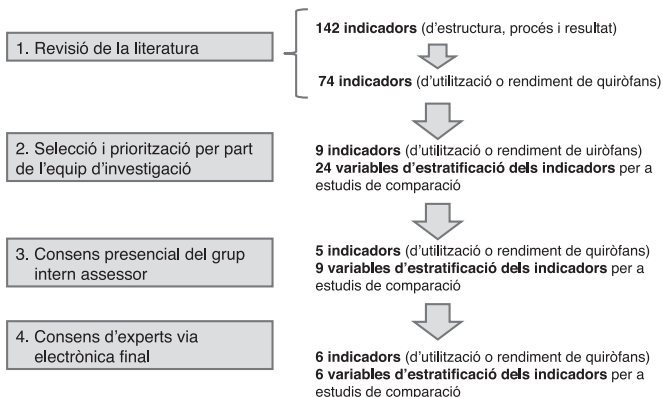 1. Revisió de la literatura
142 indicadors (d'estructura, procés i resultat)
74 indicadors (d'utilització o rendiment de quiròfans)
2. Selecció i priorització per part
de l'equip d'investigació
9 indicadors (d'utilització o rendiment de uiròfans)
24 variables d'estratificació dels indicadors per a
estudis de comparació
3. Consens presencial del grup
intern assessor
5 indicadors (d'utilització o rendiment de quiròfans)
9 variables d'estratificació dels indicadors per a
estudis de comparació
4. Consens d'experts via
electrònica final
6 indicadors (d'utilització o rendiment de quiròfans)
6 variables d'estratificació dels indicadors per a
estudis de comparació